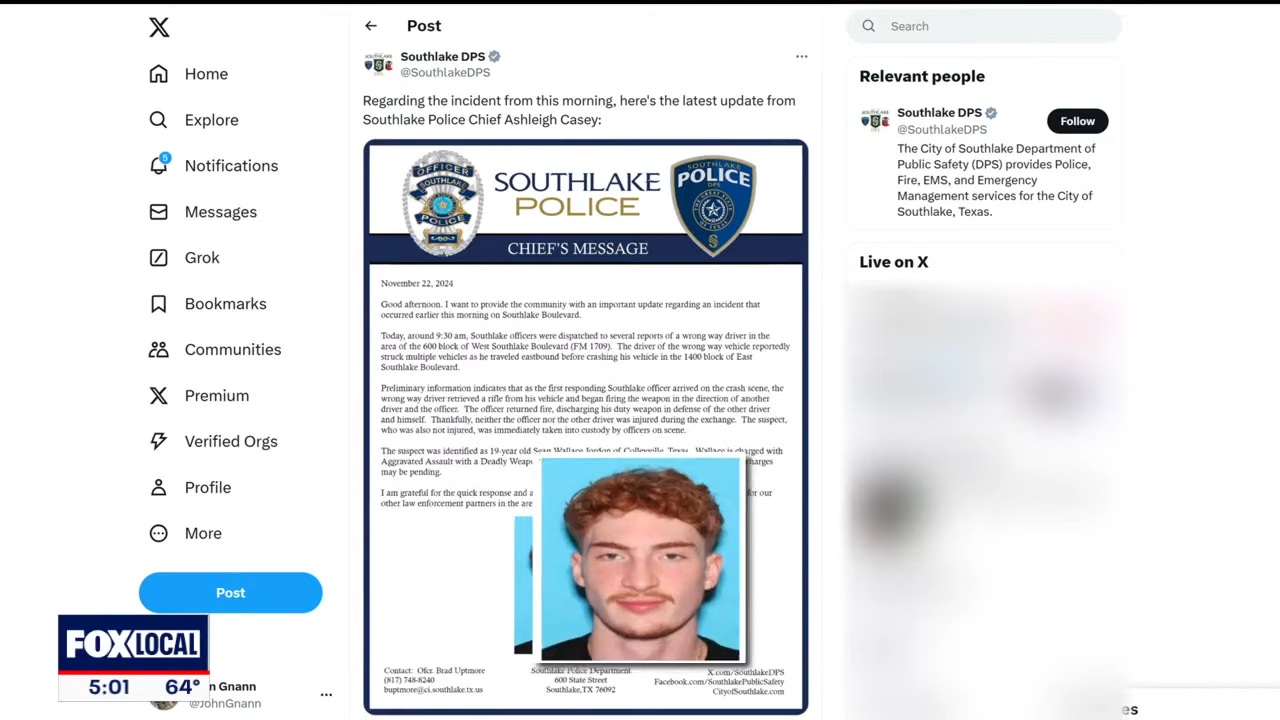 Home
Explore
5
Notifications
Messages
Grok
Bookmarks
Communities
Premium
Verified Orgs
Profile
More
Post
n Gnann
@JohnGnann
FOX LOCAL
5:01 64°
Post
Southlake DPS
@SouthlakeDPS
Regarding the incident from this morning, here's the latest update from
Southlake Police Chief Ashleigh Casey:
OFFICER
SOUTHLAKE
POLICE
SOUTHLAKE
POLICE
SOUTHLAKE
POLICE
DPS
CHIEF'S MESSAGE
November 22, 2024
Good afternoon. I want to provide the community with an important update regarding an incident that
occurred earlier this morning on Southlake Boulevard.
Today, around 9:30 am, Southlake officers were dispatched to several reports of a wrong way driver in the
area of the 600 block of West Southlake Boulevard (FM 1709). The driver of the wrong way vehicle reportedly
struck multiple vehicles as he traveled eastbound before crashing his vehicle in the 1400 block of East
Southlake Boulevard.
Preliminary information indicates that as the first responding Southlake officer arrived on the crash scene, the
wrong way driver retrieved a rifle from his vehicle and began firing the weapon in the direction of another
driver and the officer. The officer returned fire, discharging his duty weapon in defense of the other driver
and himself. Thankfully, neither the officer nor the other driver was injured during the exchange. The suspect,
who was also not injured, was immediately taken into custody by officers on scene.
The suspect was identified as 19-year old Sean Wallace Jordon of Colleyville, Texas. Wallace is charged with
Aggravated Assault with a Deadly Weap charges
may be pending.
I am grateful for the quick response and a for our
other law enforcement partners in the are
Contact: Ofcr. Brad Uptmore
(817) 748-8240
buptmore@ci.southlake.tx.us
Southlake Police Department
600 State Street
Southlake,TX 76092
X.com/SouthlakeDPS
Facebook.com/SouthlakePublicSafety
CityofSouthlake.com
Search
Relevant people
Southlake DPS
@SouthlakeDPS
Follow
The City of Southlake Department of
Public Safety (DPS) provides Police,
Fire, EMS, and Emergency
Management services for the City of
Southlake, Texas.
Live on X
es